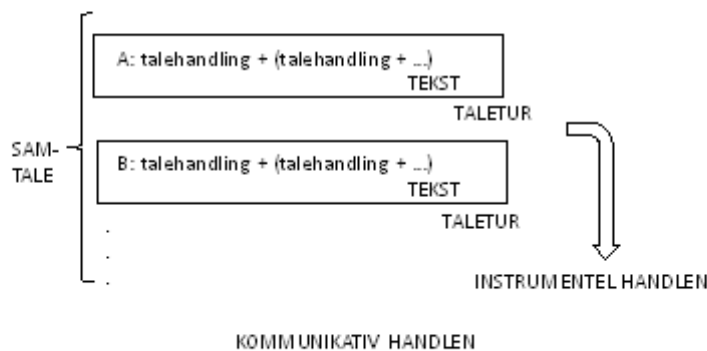 A: talehandling + (talehandling + ...)
TEKST
TALETUR
SAM-
TALE
B: talehandling + (talehandling + ...)
TEKST
TALETUR
.
.
.
INSTRUMENTEL HANDLEN
KOMMUNIKATIV HANDLEN